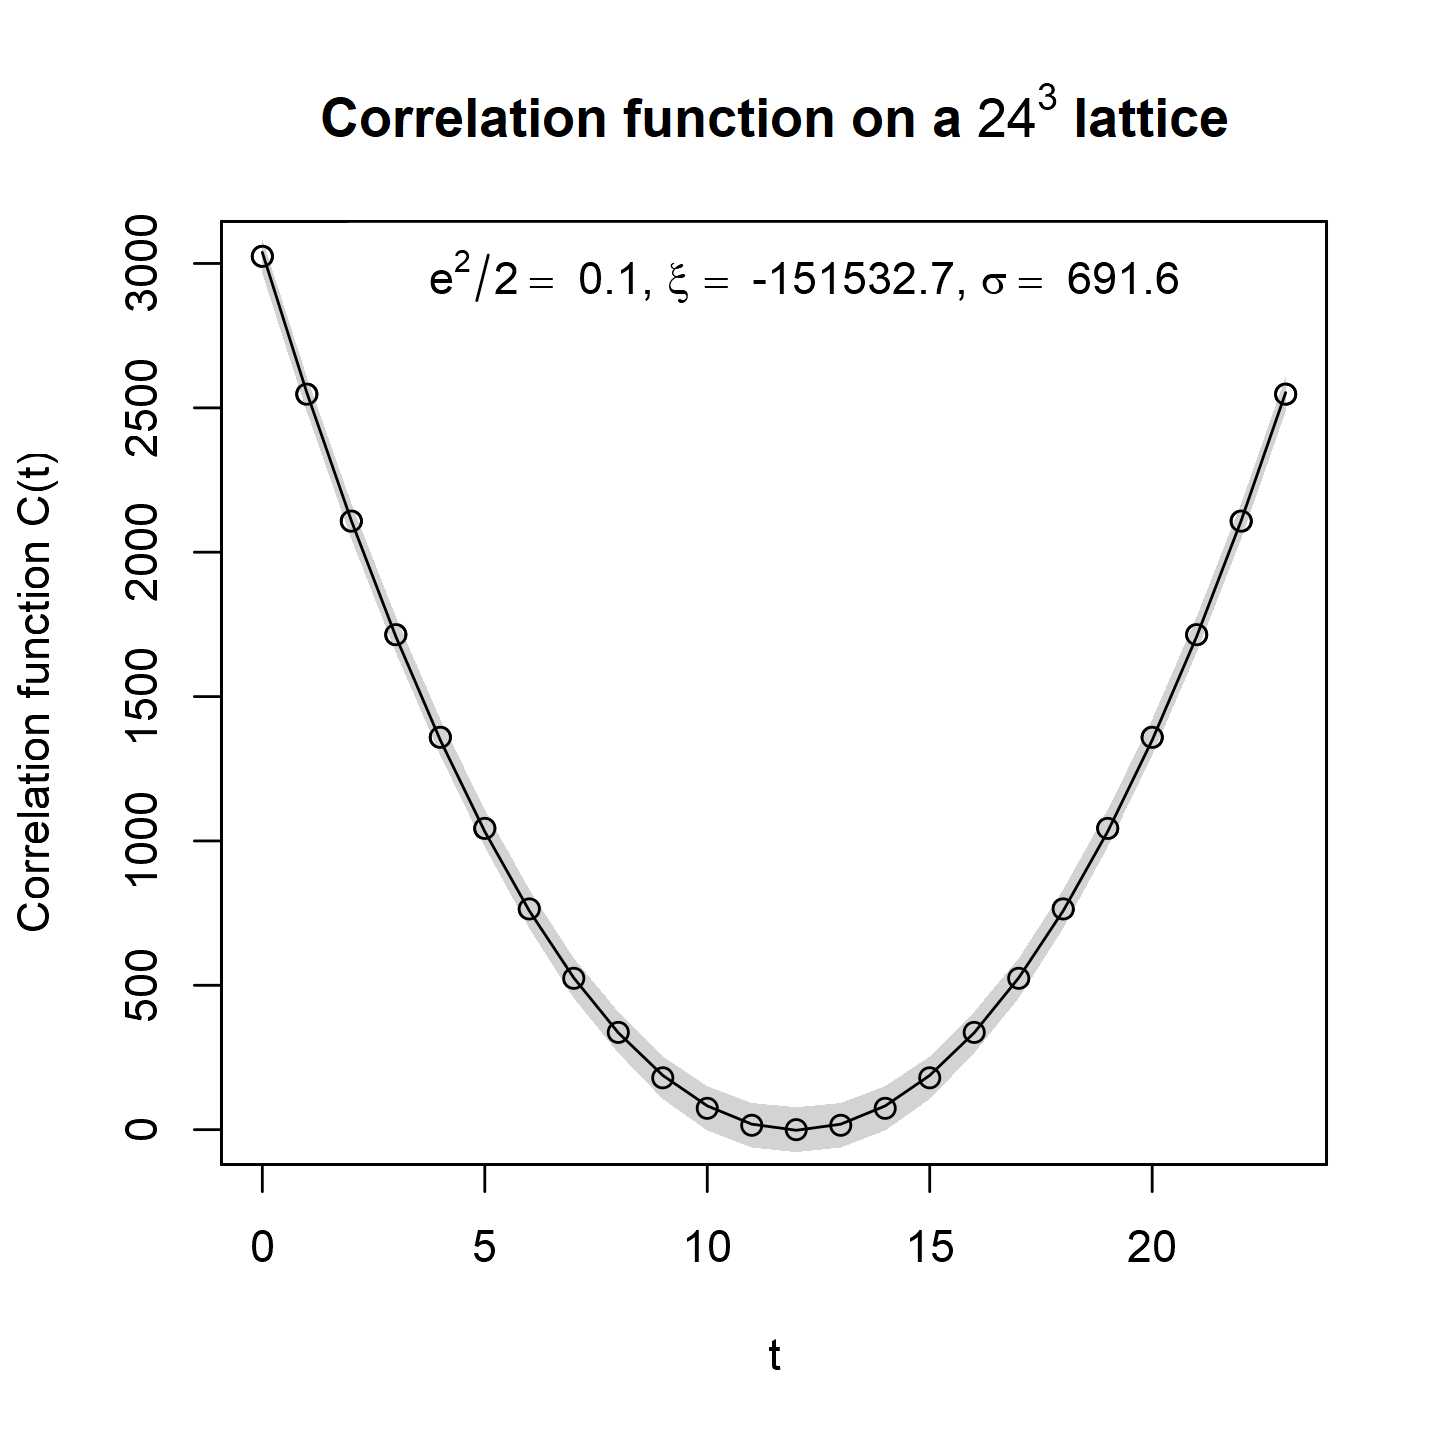 Correlation function on a 24³ lattice
e²/2 = 0.1, ξ = -151532.7, σ = 691.6
Correlation function C(t)
3000
2500
2000
1500
1000
500
0
0 5 10 15 20
t